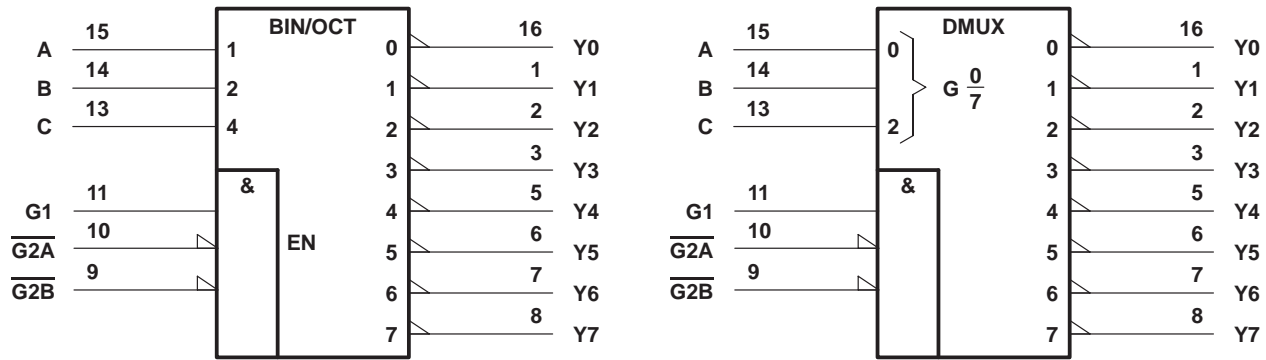 BIN/OCT
15 A 1 0 16 Y0
14 B 2 1 1 Y1
13 C 4 2 2 Y2
3 3 Y3
&
11 G1 4 5 Y4
10 G2A EN 5 6 Y5
9 G2B 6 7 Y6
7 8 Y7
DMUX
15 A 0 0 16 Y0
14 B G 0/7 1 1 Y1
13 C 2 2 2 Y2
3 3 Y3
&
11 G1 4 5 Y4
10 G2A 5 6 Y5
9 G2B 6 7 Y6
7 8 Y7